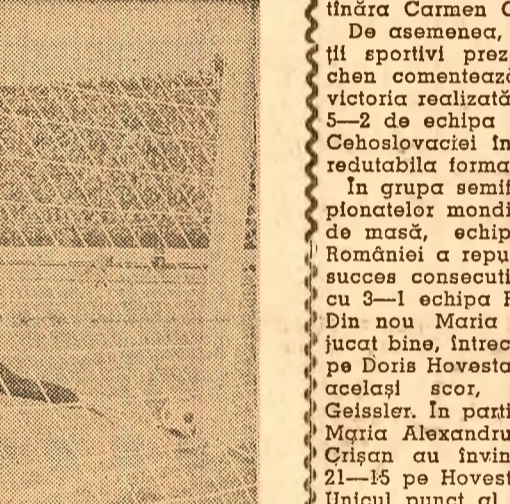 tînăra Carmen C
De asemenea,
ții sportivi prez
chen comentează
victoria realizată
5—2 de echipa
Cehoslovaciei în
redutabila forma
În grupa semif
pionatelor mondi
de masă, echip
României a repu
succes consecuti
cu 3—1 echipa R
Din nou Maria
jucat bine, întrec
pe Doris Hovesta
același scor,
Geissler. În parti
Maria Alexandru
Crișan au învin
21—15 pe Hovest
Unicul punct al